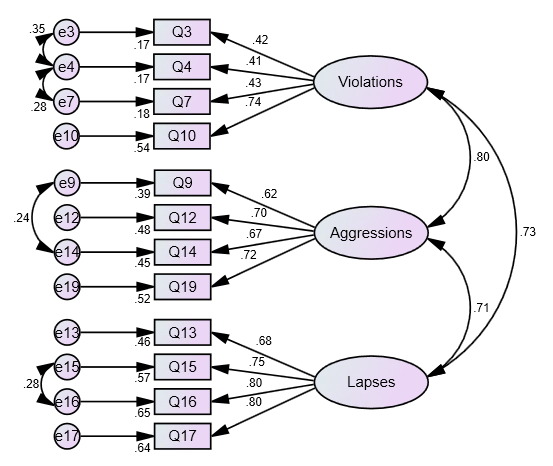 .35
e3
.17
Q3
.42
e4
.17
Q4
.41
Violations
.28
e7
.18
Q7
.43
e10
.54
Q10
.74
.80
e9
.39
Q9
.62
.24
e12
.48
Q12
.70
Aggressions
.73
e14
.45
Q14
.67
e19
.52
Q19
.72
.71
e13
.46
Q13
.68
e15
.57
Q15
.75
.28
Lapses
e16
.65
Q16
.80
e17
.64
Q17
.80